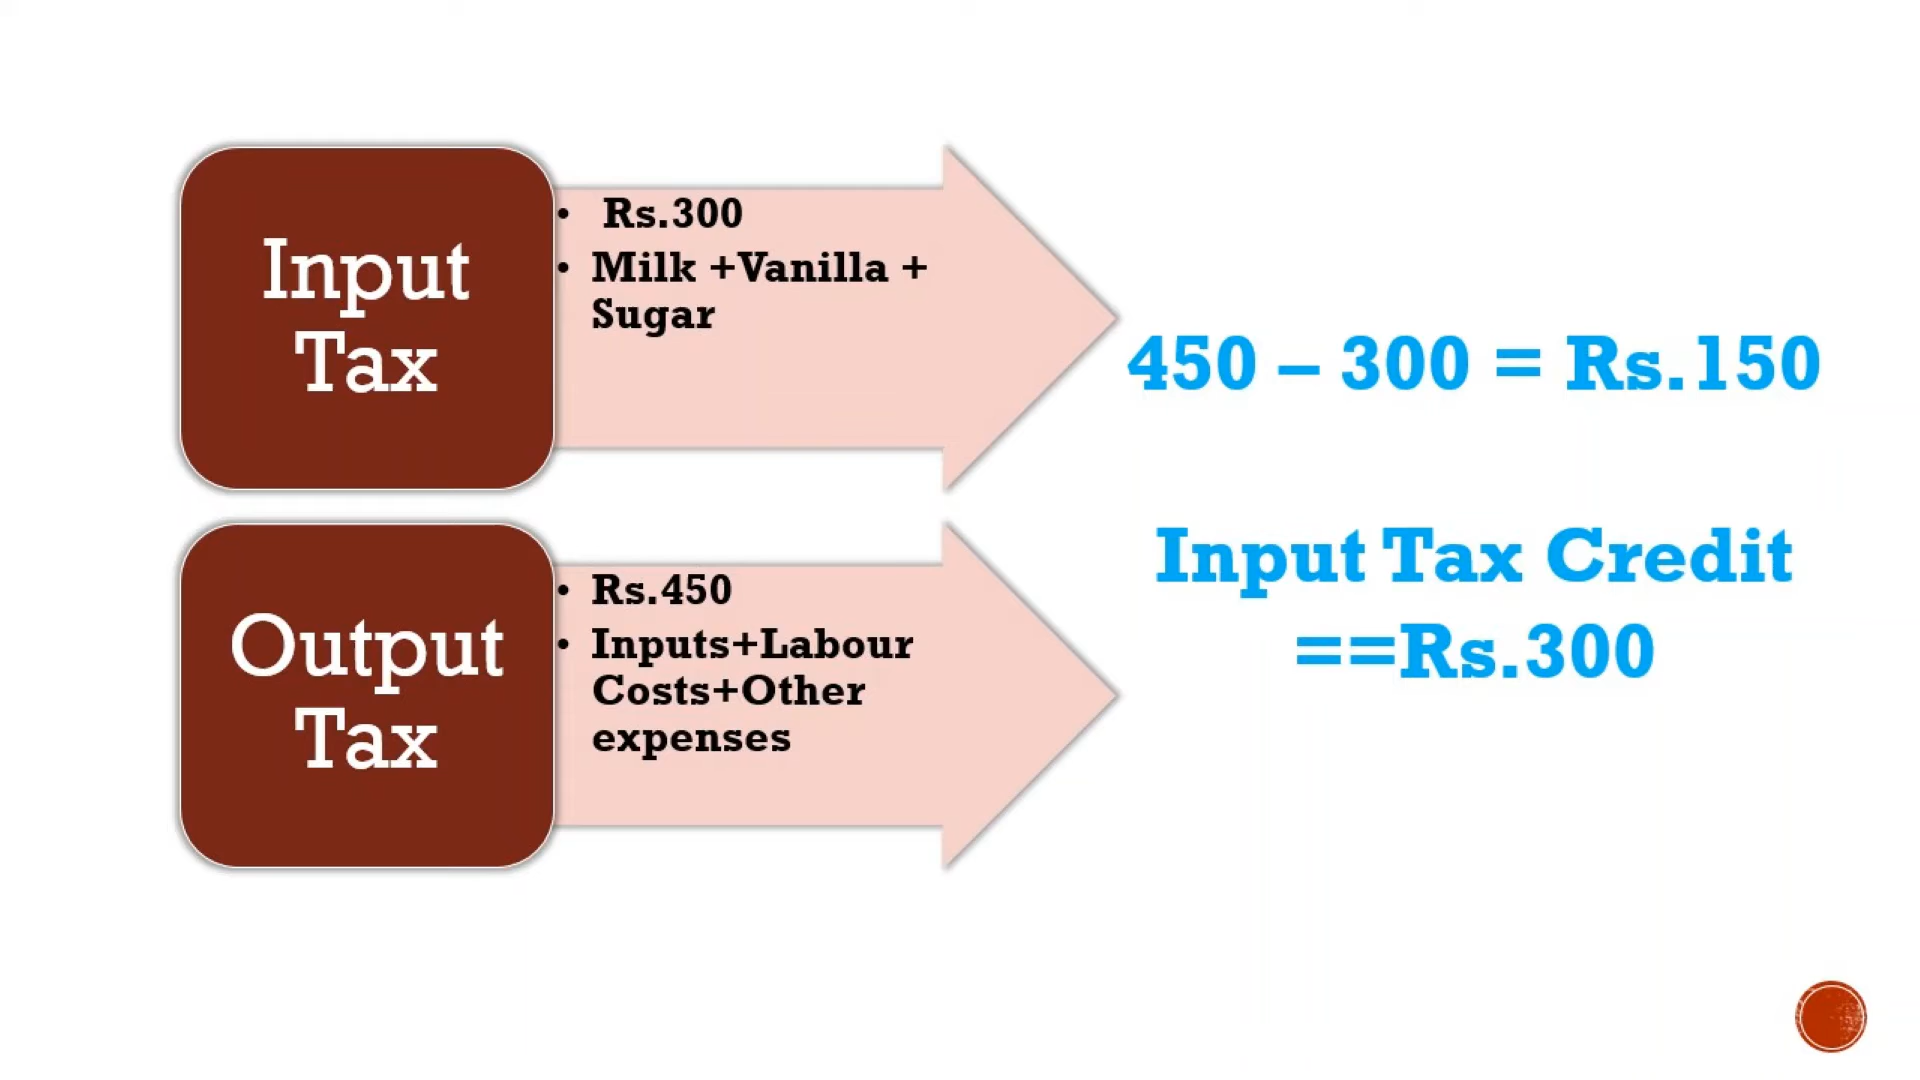 Input
Tax
• Rs.300
• Milk +Vanilla +
Sugar
450 – 300 = Rs.150
Output
Tax
• Rs.450
• Inputs+Labour
Costs+Other
expenses
Input Tax Credit
==Rs.300